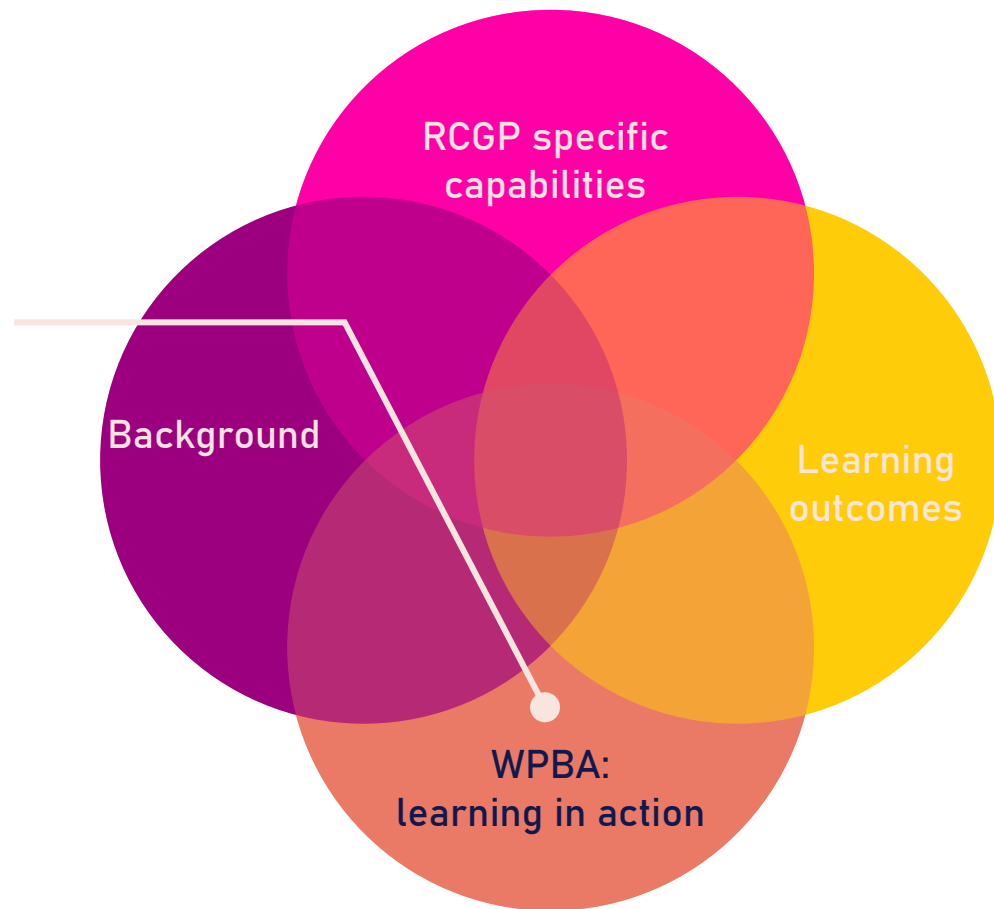 RCGP specific
capabilities
Background
Learning
outcomes
WPBA:
learning in action